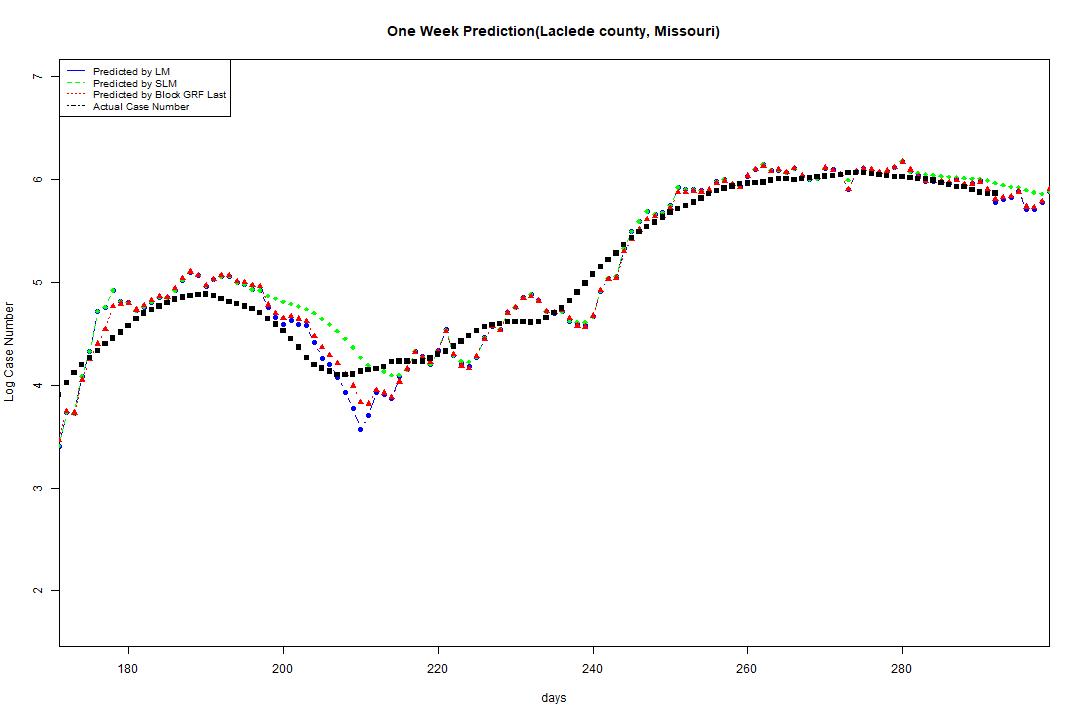 One Week Prediction(Laclede county, Missouri)
Predicted by LM
Predicted by SLM
Predicted by Block GRF Last
Actual Case Number
7
6
5
4
3
2
Log Case Number
180 200 220 240 260 280
days